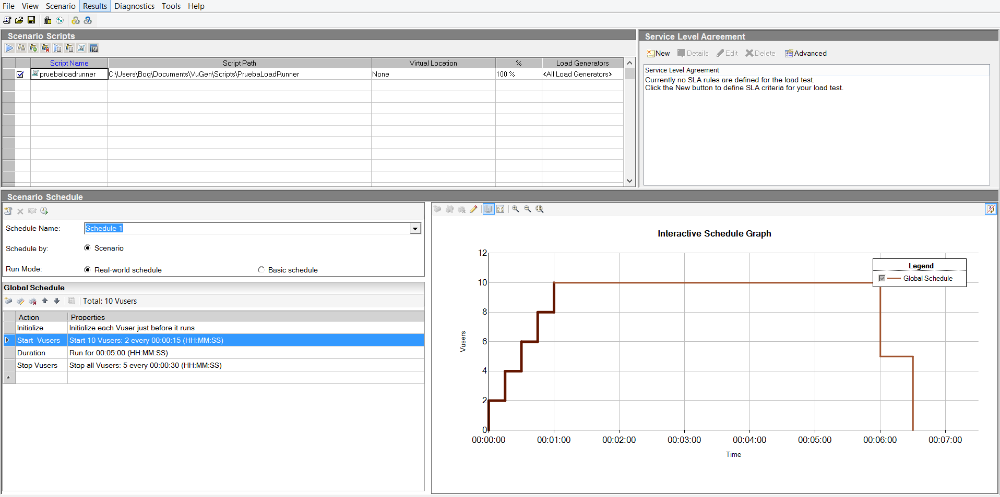 File View Scenario Results Diagnostics Tools Help
Scenario Scripts
Script Name Script Path Virtual Location % Load Generators
pruebaloadrunner C:\Users\Bog\Documents\VuGen\Scripts\PruebaLoadRunner None 100 % <All Load Generators>
Service Level Agreement
New Details Edit Delete Advanced
Service Level Agreement
Currently no SLA rules are defined for the load test.
Click the New button to define SLA criteria for your load test.
Scenario Schedule
Schedule Name: Schedule 1
Schedule by: Scenario
Run Mode: Real-world schedule Basic schedule
Global Schedule
Total: 10 Vusers
Action Properties
Initialize Initialize each Vuser just before it runs
Start Vusers Start 10 Vusers: 2 every 00:00:15 (HH:MM:SS)
Duration Run for 00:05:00 (HH:MM:SS)
Stop Vusers Stop all Vusers: 5 every 00:00:30 (HH:MM:SS)
*
Interactive Schedule Graph
12
10
8
6
4
2
0
Vusers
Legend
Global Schedule
00:00:00 00:01:00 00:02:00 00:03:00 00:04:00 00:05:00 00:06:00 00:07:00
Time